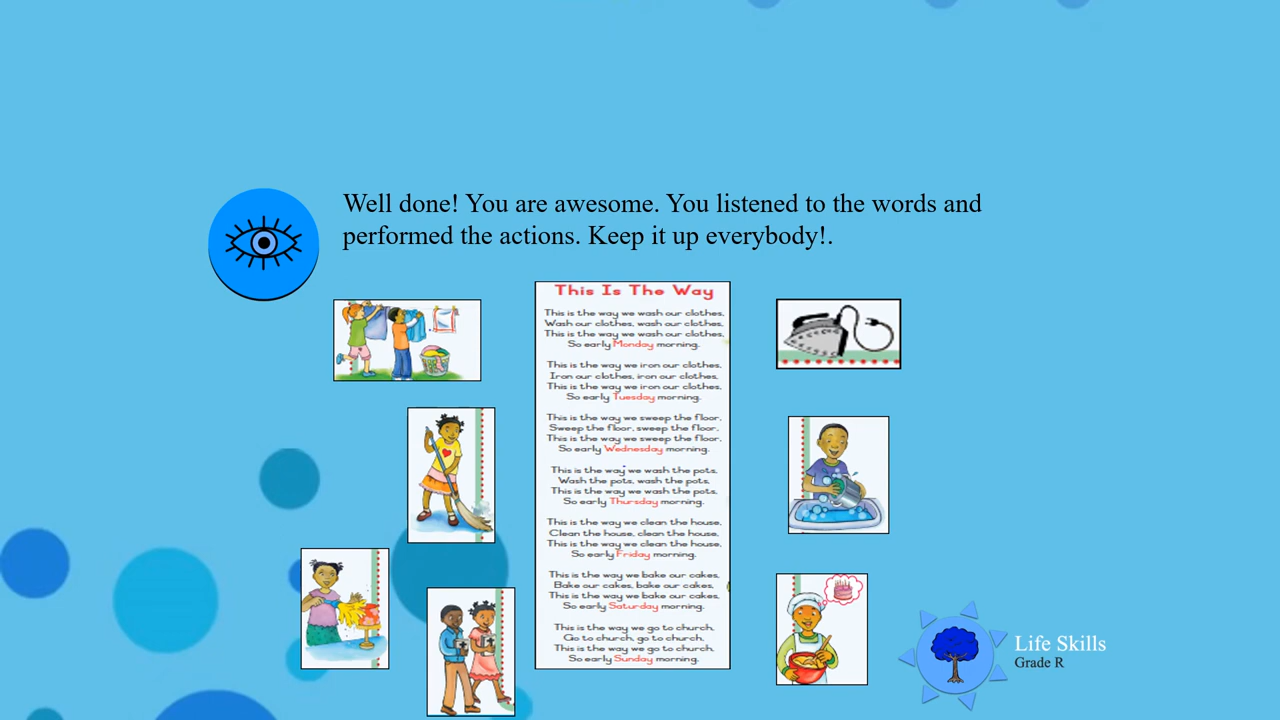 Well done! You are awesome. You listened to the words and
performed the actions. Keep it up everybody!.
This Is The Way
This is the way we wash our clothes,
Wash our clothes, wash our clothes,
This is the way we wash our clothes,
So early Monday morning.
This is the way we iron our clothes,
Iron our clothes, iron our clothes,
This is the way we iron our clothes,
So early Tuesday morning.
This is the way we sweep the floor,
Sweep the floor, sweep the floor,
This is the way we sweep the floor,
So early Wednesday morning.
This is the way we wash the pots,
Wash the pots, wash the pots,
This is the way we wash the pots,
So early Thursday morning.
This is the way we clean the house,
Clean the house, clean the house,
This is the way we clean the house,
So early Friday morning.
This is the way we bake our cakes,
Bake our cakes, bake our cakes,
This is the way we bake our cakes,
So early Saturday morning.
This is the way we go to church,
Go to church, go to church,
This is the way we go to church,
So early Sunday morning.
Life Skills
Grade R